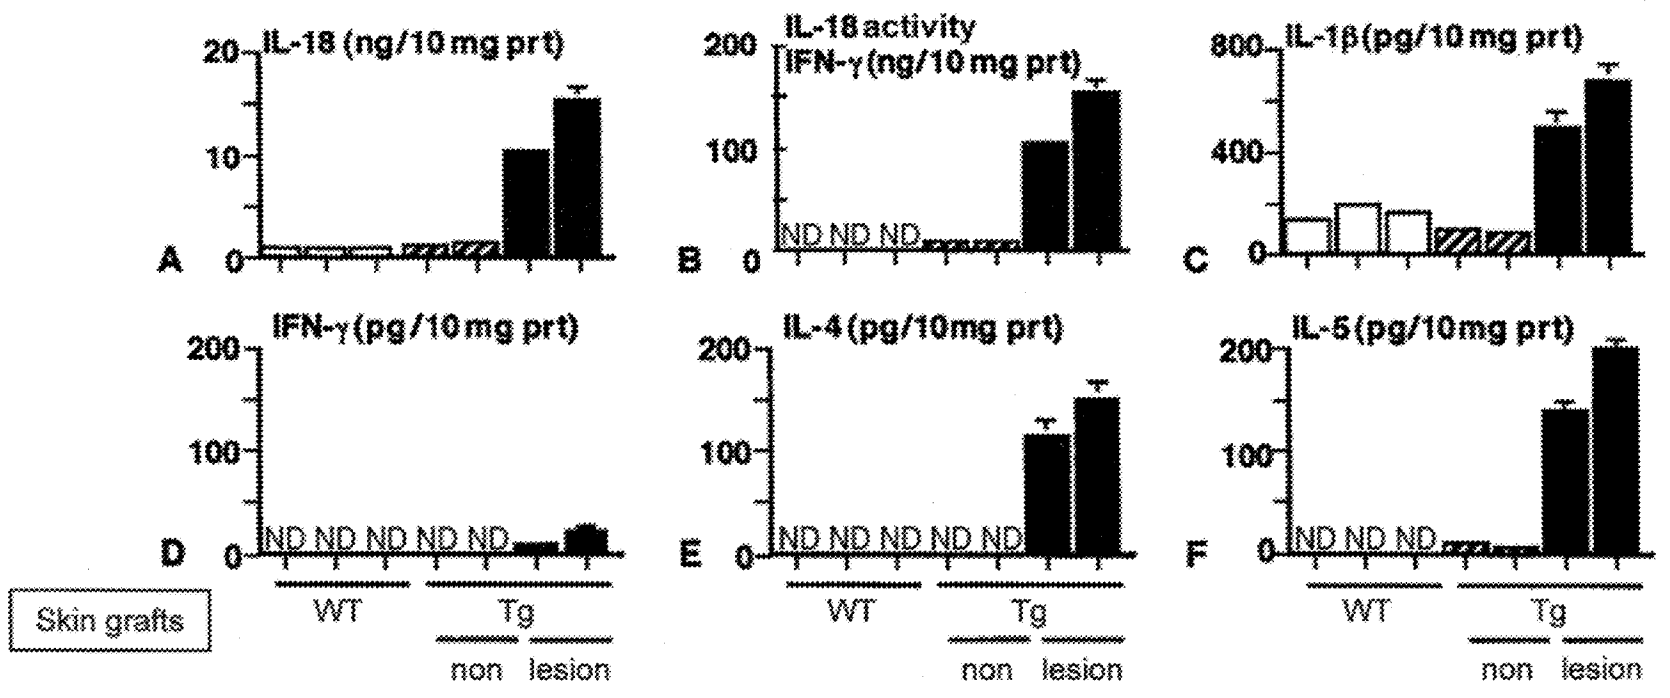 IL-18 (ng/10 mg prt)
20
10
0
A
IL-18 activity
IFN-γ (ng/10 mg prt)
200
100
0
ND ND ND
B
IL-1β (pg/10 mg prt)
800
400
0
C
IFN-γ (pg/10 mg prt)
200
100
0
ND ND ND ND ND
D
IL-4 (pg/10mg prt)
200
100
0
ND ND ND ND ND
E
IL-5 (pg/10mg prt)
200
100
0
ND ND ND
F
Skin grafts
WT Tg
non lesion
WT Tg
non lesion
WT Tg
non lesion